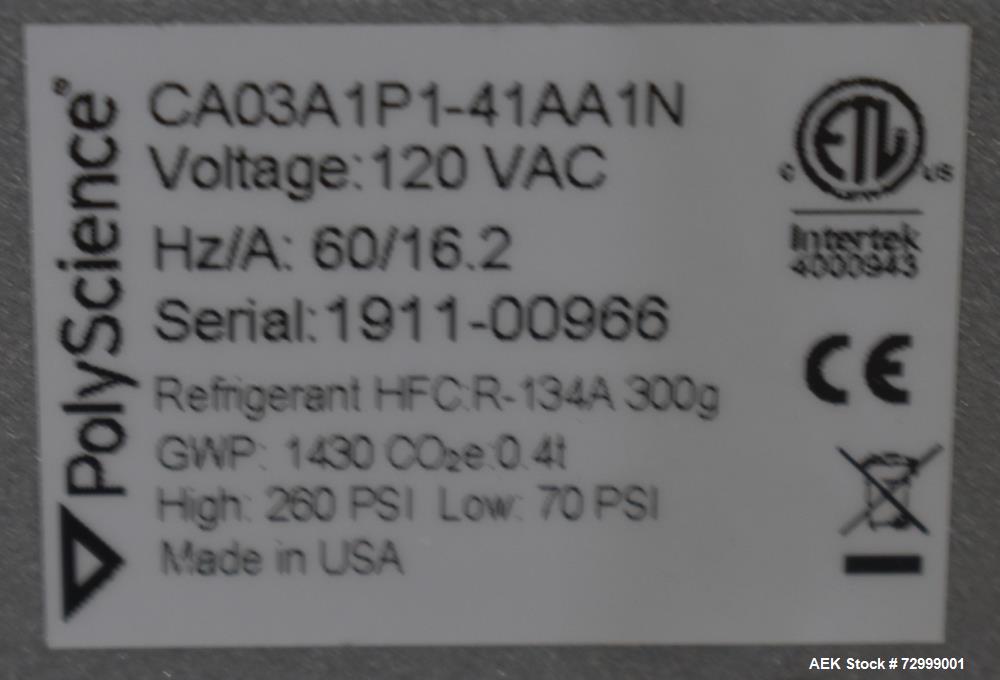 PolyScience®
CA03A1P1-41AA1N
Voltage: 120 VAC
Hz/A: 60/16.2
Serial: 1911-00966
Refrigerant HFC:R-134A 300g
GWP: 1430 CO₂e:0.4t
High: 260 PSI Low: 70 PSI
Made in USA
ETL
C US
Intertek
4000943
CE
AEK Stock # 72999001